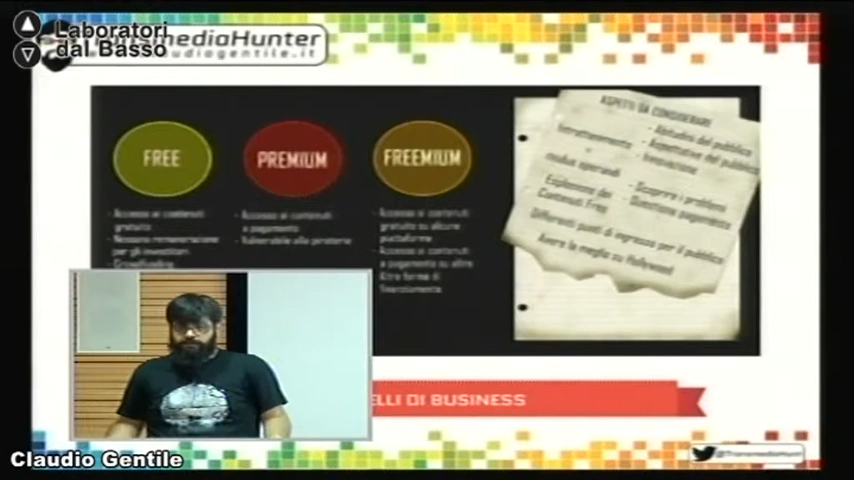 Laboratori
dal Basso
TransmediaHunter
FREE
PREMIUM
FREEMIUM
- Accesso ai contenuti
gratuito
- Nessuna remunerazione
per gli investitori
- Crowdfunding
- Accesso ai contenuti
a pagamento
- Vulnerabile alla pirateria
- Accesso ai contenuti
gratuito su alcune
piattaforme
- Accesso ai contenuti
a pagamento su altre
- Altre forme di
finanziamento
ASPETTI DA CONSIDERARE
Intrattenimento
=
modus operandi
- Abitudini del pubblico
- Aspettative del pubblico
- Innovazione
Esplosione dei
Contenuti Free
- Scoprire i problemi
- Questione pagamento
Differenti punti di ingresso per il pubblico
Avere la meglio su Hollywood
ELLI DI BUSINESS
Claudio Gentile